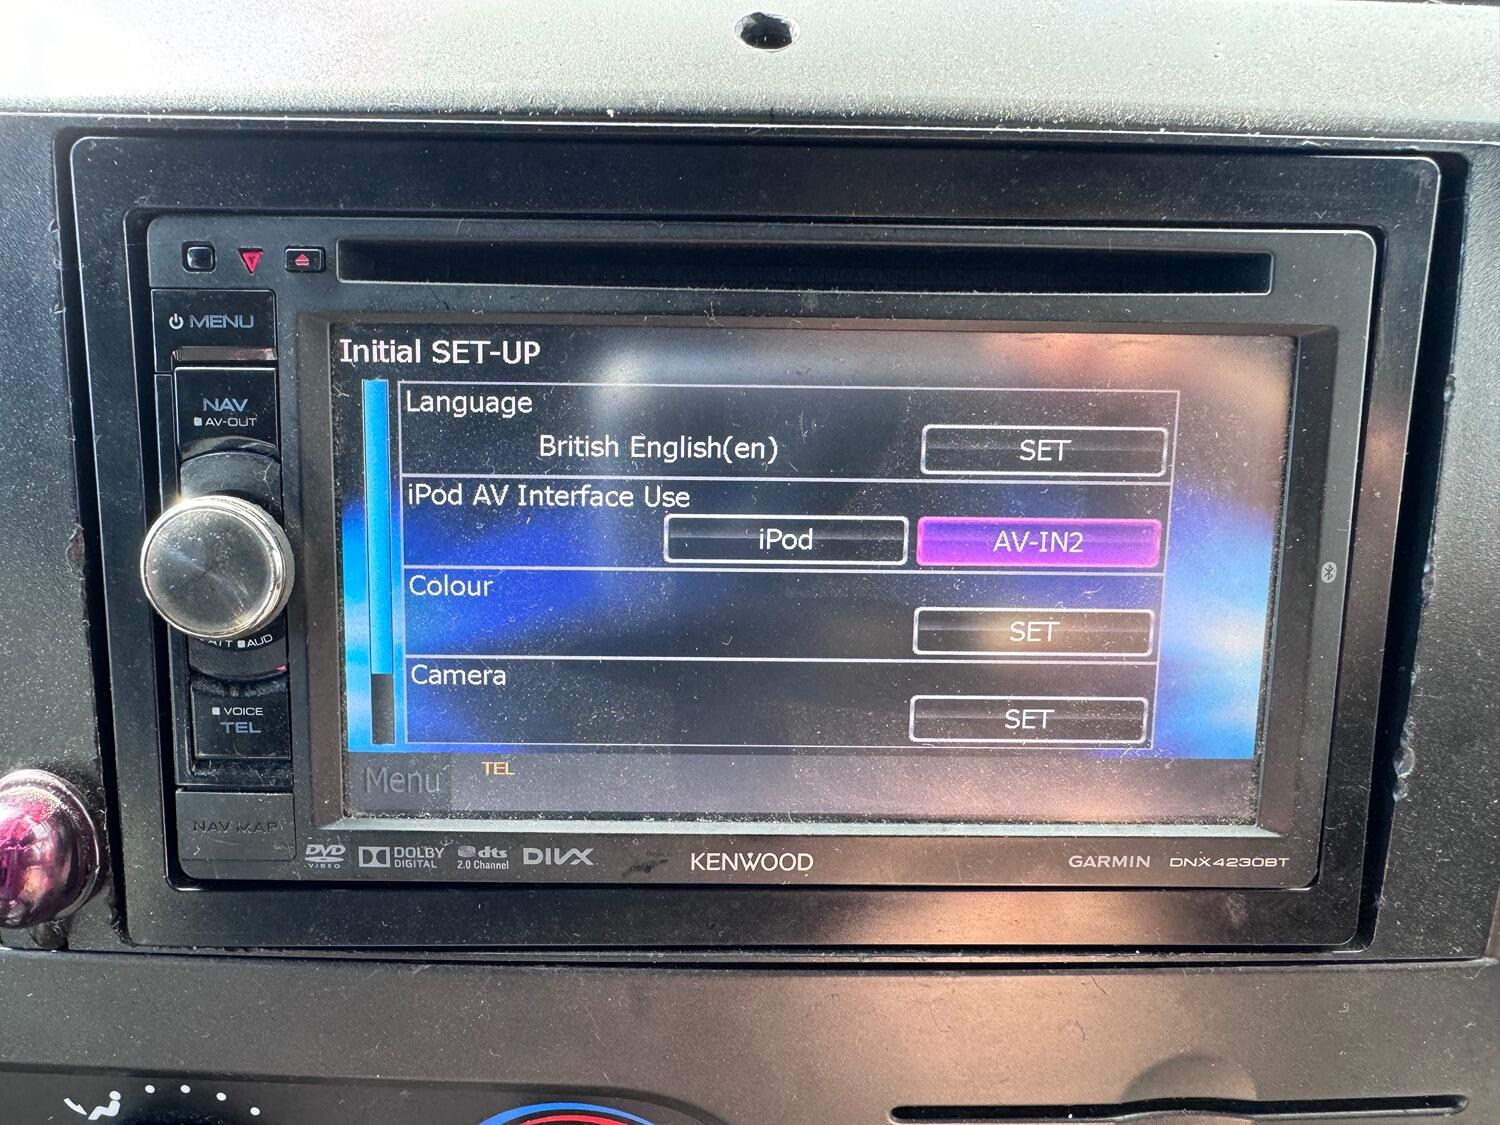 MENU
NAV
AV-OUT
ATT AUD
VOICE
TEL
NAV MAP
Initial SET-UP
Language
British English(en) SET
iPod AV Interface Use
iPod AV-IN2
Colour
SET
Camera
SET
Menu TEL
DVD VIDEO DOLBY DIGITAL dts 2.0 Channel DIVX KENWOOD GARMIN DNX4230BT